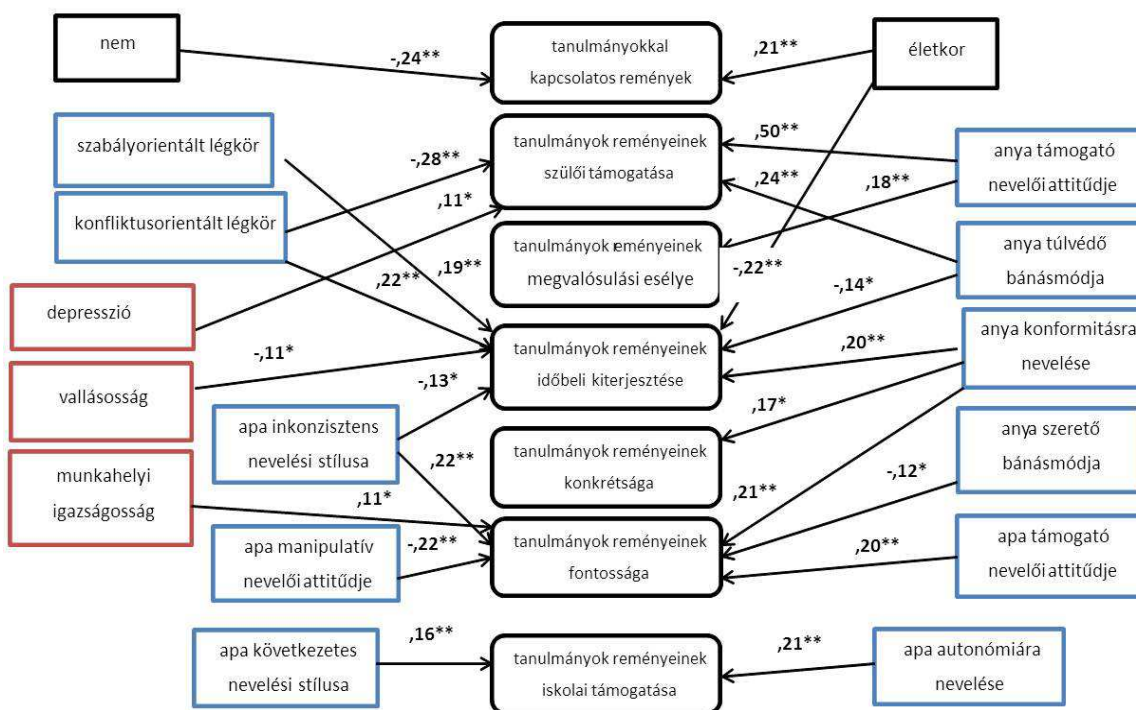 nem
-,24**
tanulmányokkal
kapcsolatos remények
,21**
életkor
szabályorientált légkör
-,28**
tanulmányok reményeinek
szülői támogatása
,50**
,24**
anya támogató
nevelői attitűdje
konfliktusorientált légkör
,11*
,18**
,22**
,19**
tanulmányok reményeinek
megvalósulási esélye
-,22**
anya túlvédő
bánásmódja
-,14*
depresszió
-,11*
vallásosság
-,13*
tanulmányok reményeinek
időbeli kiterjesztése
,20**
anya konformitásra
nevelése
apa inkonzisztens
nevelési stílusa
,22**
tanulmányok reményeinek
konkrétsága
,17*
anya szerető
bánásmódja
-,12*
munkahelyi
igazságosság
,11*
,21**
apa manipulatív
nevelői attitűdje
-,22**
tanulmányok reményeinek
fontossága
,20**
apa támogató
nevelői attitűdje
apa következetes
nevelési stílusa
,16**
tanulmányok reményeinek
iskolai támogatása
,21**
apa autonómiára
nevelése